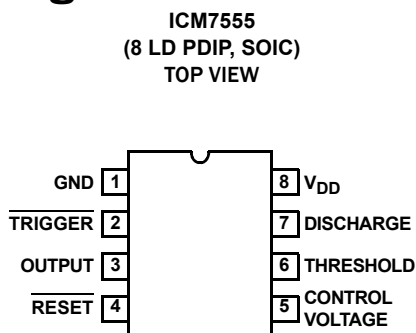 ICM7555
(8 LD PDIP, SOIC)
TOP VIEW
GND 1
8 VDD
TRIGGER 2
7 DISCHARGE
OUTPUT 3
6 THRESHOLD
RESET 4
5 CONTROL
VOLTAGE